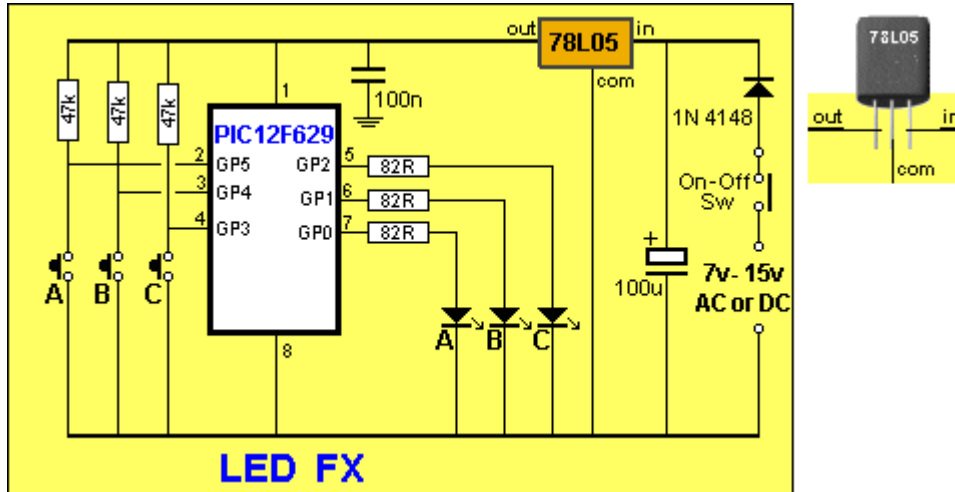 out
78L05
in
com
78L05
out
in
com
47k
47k
47k
1
100n
1N 4148
PIC12F629
2
GP5
GP2
5
82R
3
GP4
GP1
6
82R
4
GP3
GP0
7
82R
On-Off
Sw
A
B
C
+
100u
7v- 15v
AC or DC
A
B
C
8
LED FX